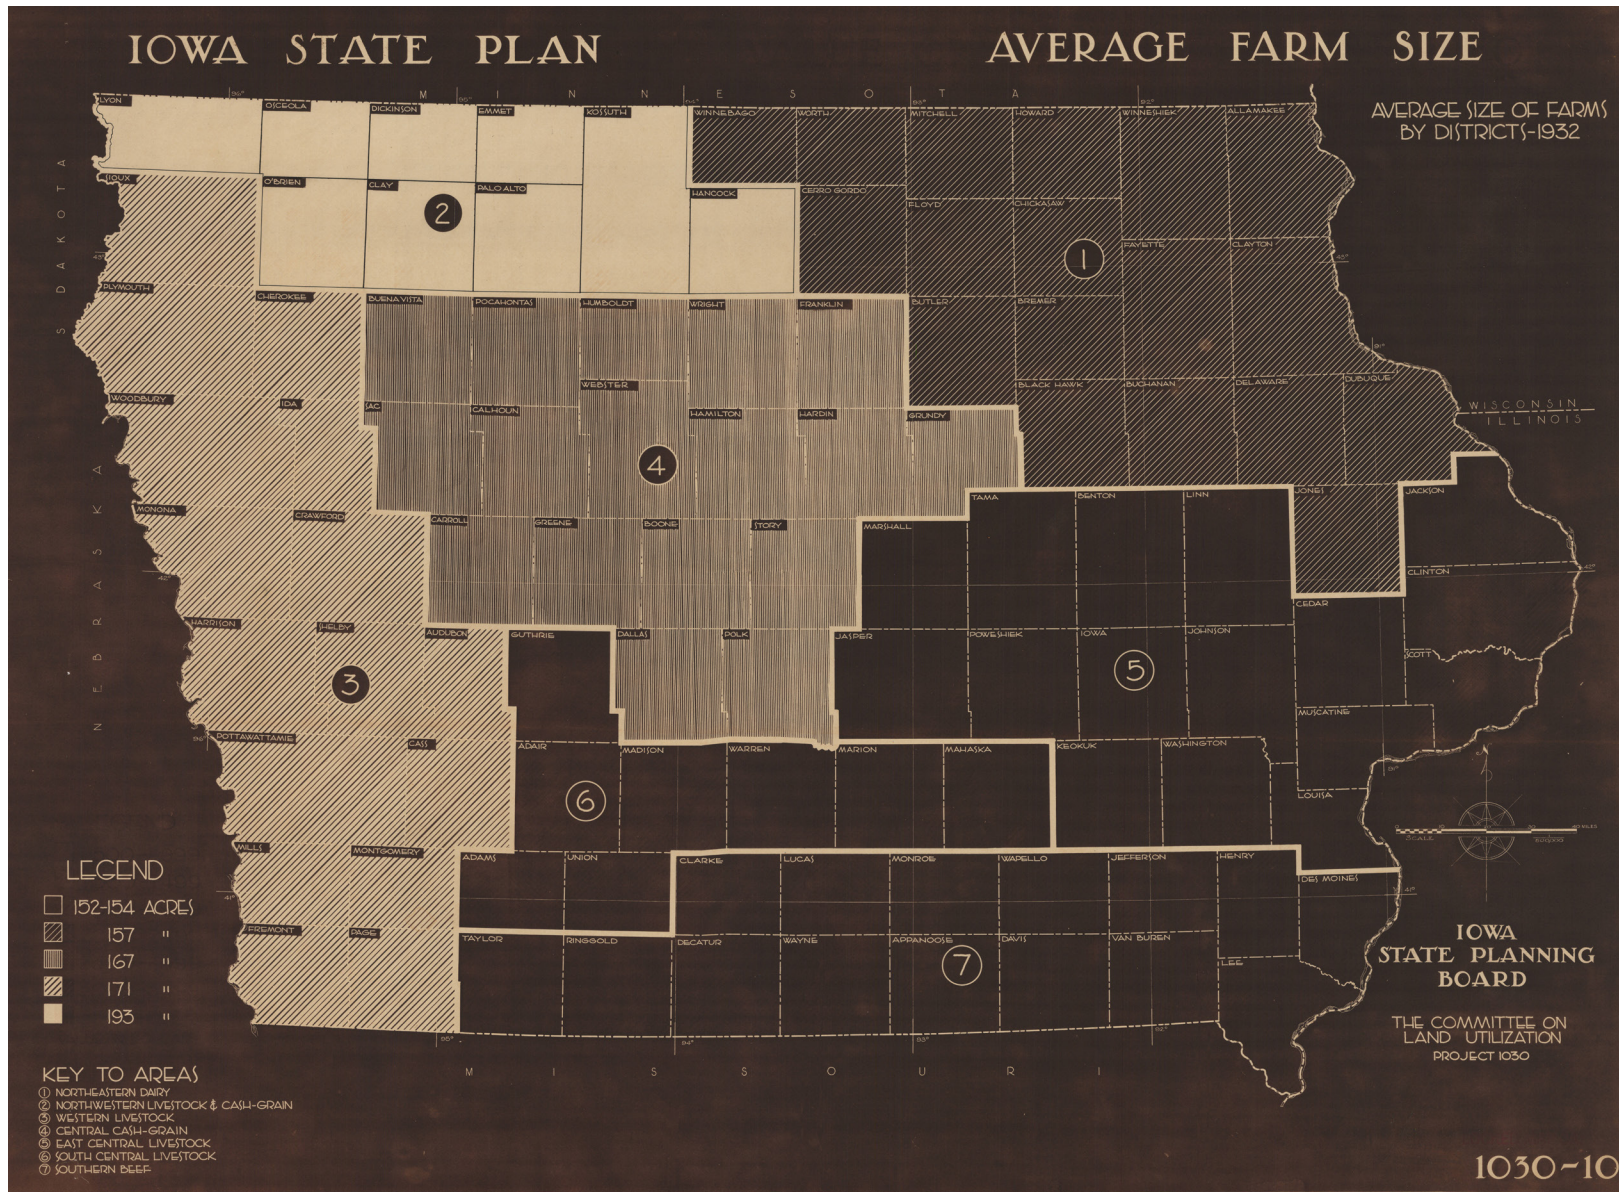 IOWA STATE PLAN
AVERAGE FARM SIZE
AVERAGE SIZE OF FARMS
BY DISTRICTS-1932
MINNESOTA
S DAKOTA
NEBRASKA
WISCONSIN
ILLINOIS
MISSOURI
LYON
OSCEOLA
DICKINSON
EMMET
KOSSUTH
WINNEBAGO
WORTH
MITCHELL
HOWARD
WINNESHIEK
ALLAMAKEE
SIOUX
O'BRIEN
CLAY
PALO ALTO
HANCOCK
CERRO GORDO
FLOYD
CHICKASAW
FAYETTE
CLAYTON
2
1
PLYMOUTH
CHEROKEE
BUENA VISTA
POCAHONTAS
HUMBOLDT
WRIGHT
FRANKLIN
BUTLER
BREMER
WOODBURY
IDA
SAC
CALHOUN
WEBSTER
HAMILTON
HARDIN
GRUNDY
BLACK HAWK
BUCHANAN
DELAWARE
DUBUQUE
4
MONONA
CRAWFORD
CARROLL
GREENE
BOONE
STORY
MARSHALL
TAMA
BENTON
LINN
JONES
JACKSON
CLINTON
CEDAR
HARRISON
SHELBY
AUDUBON
GUTHRIE
DALLAS
POLK
JASPER
POWESHIEK
IOWA
JOHNSON
SCOTT
MUSCATINE
3
5
POTTAWATTAMIE
CASS
ADAIR
MADISON
WARREN
MARION
MAHASKA
KEOKUK
WASHINGTON
LOUISA
6
MILLS
MONTGOMERY
ADAMS
UNION
CLARKE
LUCAS
MONROE
WAPELLO
JEFFERSON
HENRY
DES MOINES
FREMONT
PAGE
TAYLOR
RINGGOLD
DECATUR
WAYNE
APPANOOSE
DAVIS
VAN BUREN
LEE
7
LEGEND
152-154 ACRES
157 "
167 "
171 "
193 "
KEY TO AREAS
① NORTHEASTERN DAIRY
② NORTHWESTERN LIVESTOCK & CASH-GRAIN
③ WESTERN LIVESTOCK
④ CENTRAL CASH-GRAIN
⑤ EAST CENTRAL LIVESTOCK
⑥ SOUTH CENTRAL LIVESTOCK
⑦ SOUTHERN BEEF
SCALE
IOWA
STATE PLANNING
BOARD
THE COMMITTEE ON
LAND UTILIZATION
PROJECT 1030
1030-10